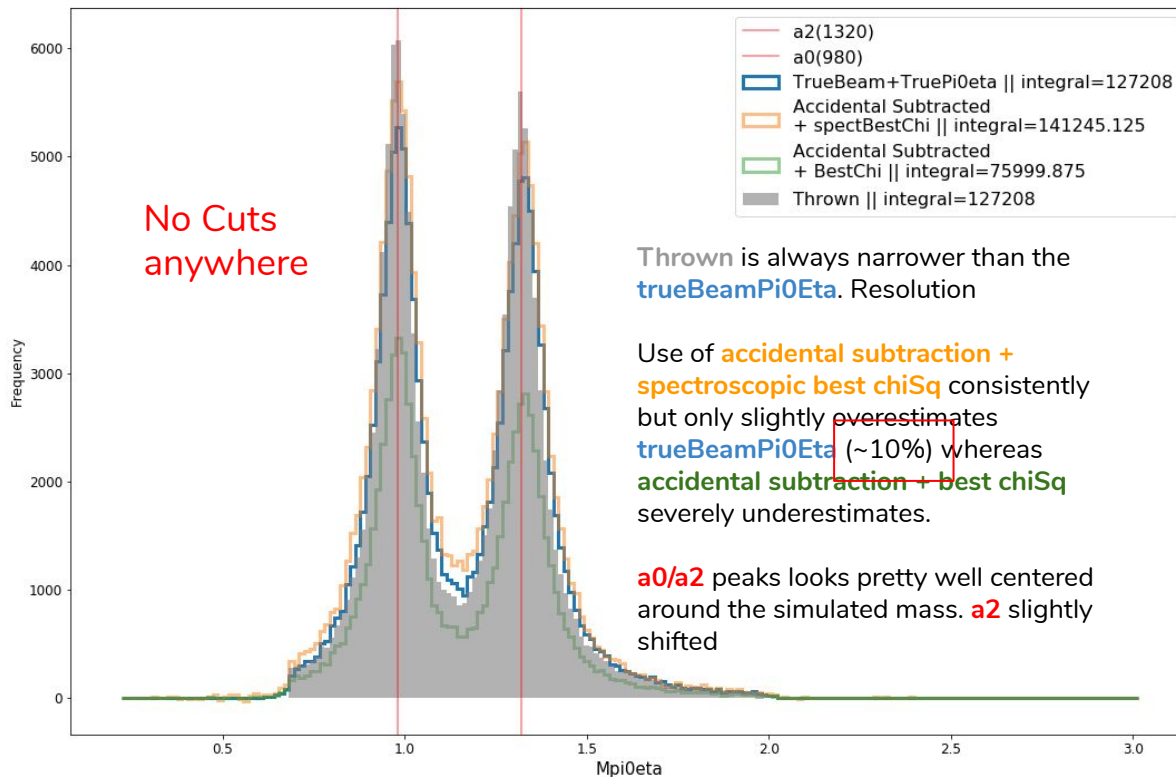 6000
5000
4000
3000
2000
1000
0
Frequency
0.5
1.0
1.5
2.0
2.5
3.0
Mpi0eta
a2(1320)
a0(980)
TrueBeam+TruePi0eta || integral=127208
Accidental Subtracted
+ spectBestChi || integral=141245.125
Accidental Subtracted
+ BestChi || integral=75999.875
Thrown || integral=127208
No Cuts
anywhere
Thrown is always narrower than the
trueBeamPi0Eta. Resolution
Use of accidental subtraction +
spectroscopic best chiSq consistently
but only slightly overestimates
trueBeamPi0Eta (~10%) whereas
accidental subtraction + best chiSq
severely underestimates.
a0/a2 peaks looks pretty well centered
around the simulated mass. a2 slightly
shifted